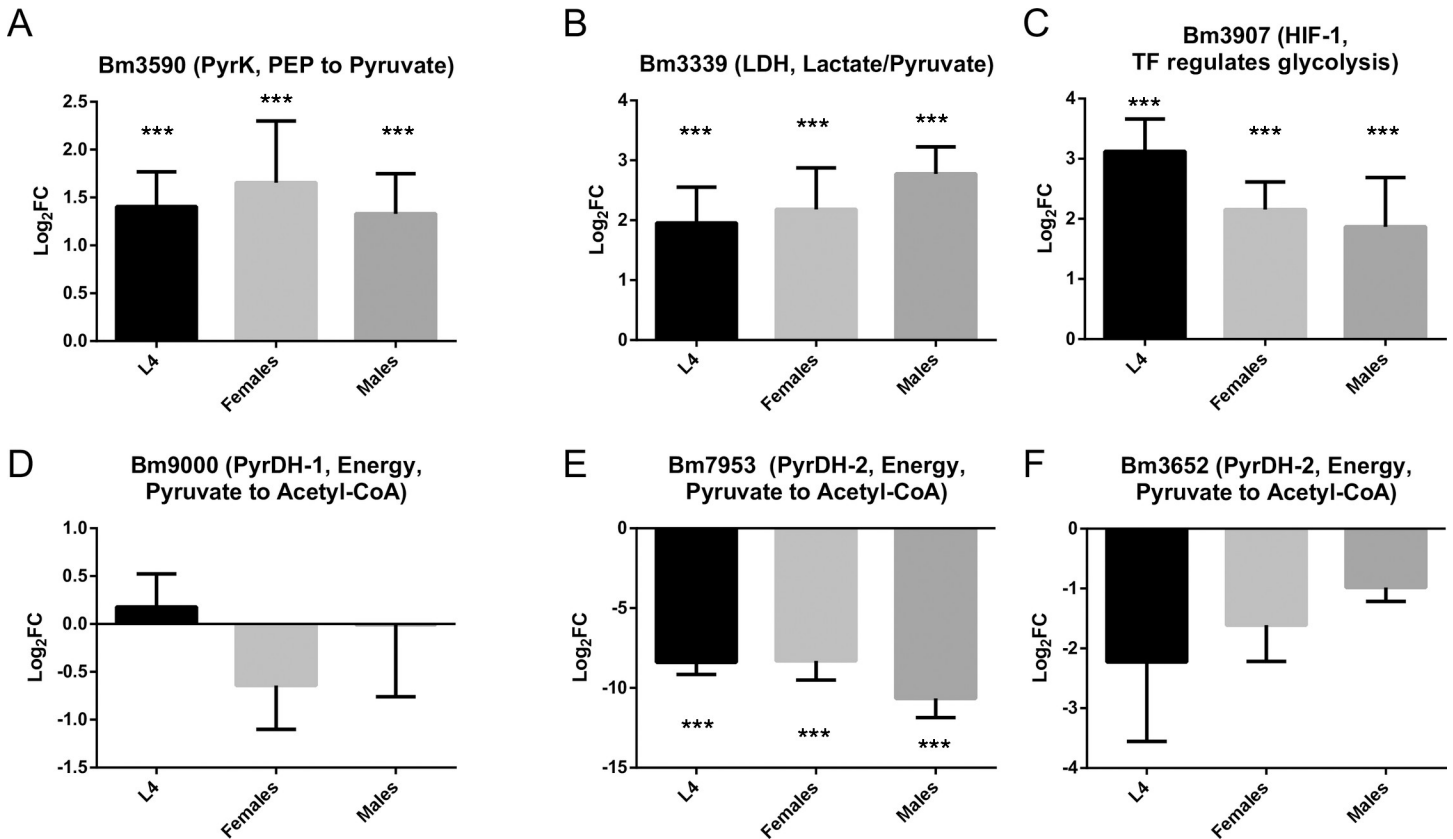 A
Bm3590 (PyrK, PEP to Pyruvate)
***
***
***
2.5
2.0
1.5
1.0
0.5
0.0
Log2FC
L4
Females
Males
B
Bm3339 (LDH, Lactate/Pyruvate)
***
***
***
4
3
2
1
0
Log2FC
L4
Females
Males
C
Bm3907 (HIF-1,
TF regulates glycolysis)
***
***
***
4
3
2
1
0
Log2FC
L4
Females
Males
D
Bm9000 (PyrDH-1, Energy,
Pyruvate to Acetyl-CoA)
1.0
0.5
0.0
-0.5
-1.0
-1.5
Log2FC
L4
Females
Males
E
Bm7953 (PyrDH-2, Energy,
Pyruvate to Acetyl-CoA)
0
-5
-10
-15
Log2FC
***
***
***
L4
Females
Males
F
Bm3652 (PyrDH-2, Energy,
Pyruvate to Acetyl-CoA)
0
-1
-2
-3
-4
Log2FC
L4
Females
Males